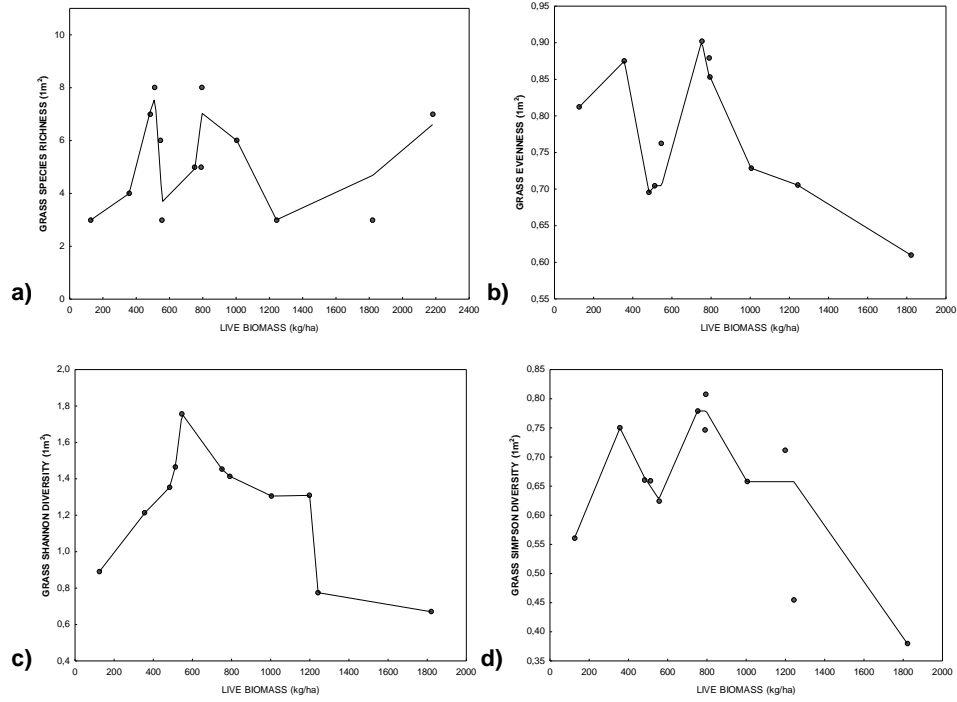 a)
GRASS SPECIES RICHNESS (1m²)
10
8
6
4
2
0
0 200 400 600 800 1000 1200 1400 1600 1800 2000 2200 2400
LIVE BIOMASS (kg/ha)
b)
GRASS EVENNESS (1m²)
0,95
0,90
0,85
0,80
0,75
0,70
0,65
0,60
0,55
0 200 400 600 800 1000 1200 1400 1600 1800 2000
LIVE BIOMASS (kg/ha)
c)
GRASS SHANNON DIVERSITY (1m²)
2,0
1,8
1,6
1,4
1,2
1,0
0,8
0,6
0,4
0 200 400 600 800 1000 1200 1400 1600 1800 2000
LIVE BIOMASS (kg/ha)
d)
GRASS SIMPSON DIVERSITY (1m²)
0,85
0,80
0,75
0,70
0,65
0,60
0,55
0,50
0,45
0,40
0,35
0 200 400 600 800 1000 1200 1400 1600 1800 2000
LIVE BIOMASS (kg/ha)